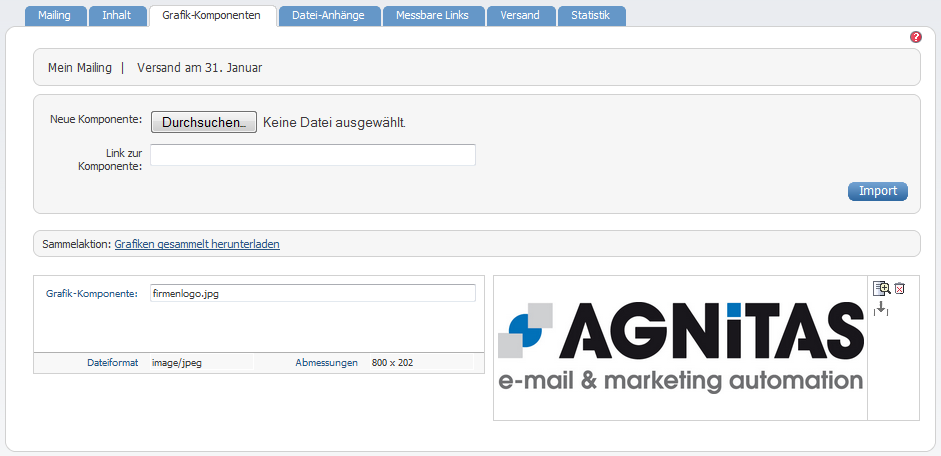 Mailing Inhalt Grafik-Komponenten Datei-Anhänge Messbare Links Versand Statistik
?
Mein Mailing | Versand am 31. Januar
Neue Komponente: Durchsuchen… Keine Datei ausgewählt.
Link zur
Komponente:
Import
Sammelaktion: Grafiken gesammelt herunterladen
Grafik-Komponente: firmenlogo.jpg
Dateiformat image/jpeg Abmessungen 800 x 202
AGNiTAS
e-mail & marketing automation